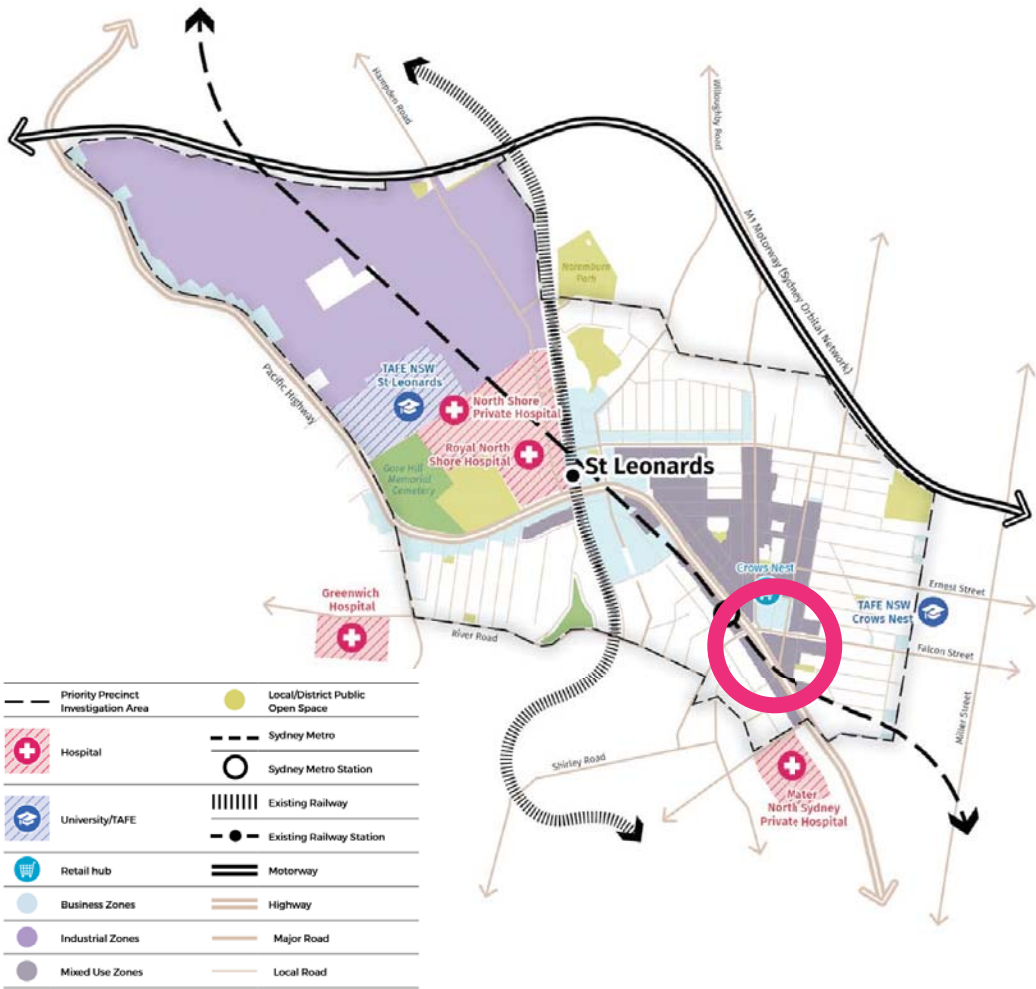 Hampden Road
Willoughby Road
M1 Motorway (Sydney Orbital Network)
Naremburn
Park
Pacific Highway
TAFE NSW
St Leonards
North Shore
Private Hospital
Royal North
Shore Hospital
Gore Hill
Memorial
Cemetery
St Leonards
Crows Nest
Ernest Street
TAFE NSW
Crows Nest
Falcon Street
Greenwich
Hospital
River Road
Miller Street
Shirley Road
Mater
North Sydney
Private Hospital
Priority Precinct
Investigation Area
Local/District Public
Open Space
Hospital
Sydney Metro
Sydney Metro Station
University/TAFE
Existing Railway
Existing Railway Station
Retail hub
Motorway
Business Zones
Highway
Industrial Zones
Major Road
Mixed Use Zones
Local Road